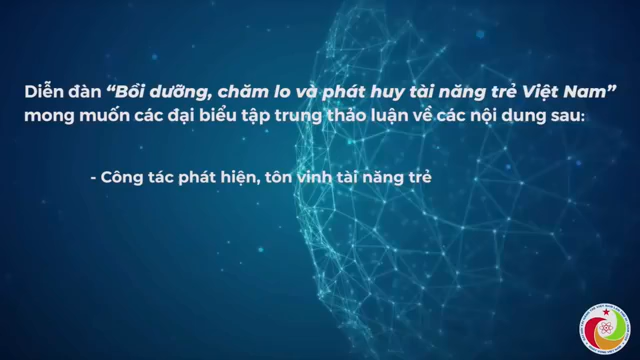 Diễn đàn “Bồi dưỡng, chăm lo và phát huy tài năng trẻ Việt Nam”
mong muốn các đại biểu tập trung thảo luận về các nội dung sau:
- Công tác phát hiện, tôn vinh tài năng trẻ